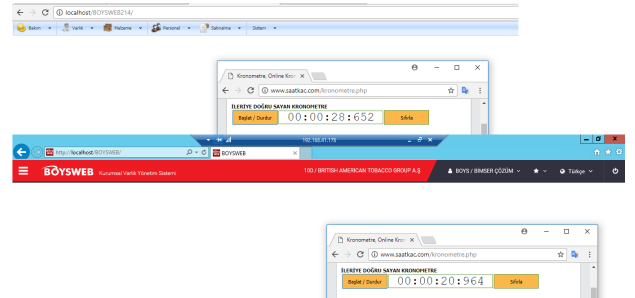 localhost/BOYSWEB214/
Bakım Varlık Malzeme Personel Satınalma Sistem
Kronometre, Online Kron
www.saatkac.com/kronometre.php
İLERİYE DOĞRU SAYAN KRONOMETRE
Başlat / Durdur 00:00:28:652 Sıfırla
192.168.41.178
http://localhost/BOYSWEB/ BOYSWEB
BOYSWEB Kurumsal Varlık Yönetim Sistemi 100 / BRITISH AMERICAN TOBACCO GROUP A.Ş BOYS / BİMSER ÇÖZÜM Türkçe
Kronometre, Online Kron
www.saatkac.com/kronometre.php
İLERİYE DOĞRU SAYAN KRONOMETRE
Başlat / Durdur 00:00:20:964 Sıfırla